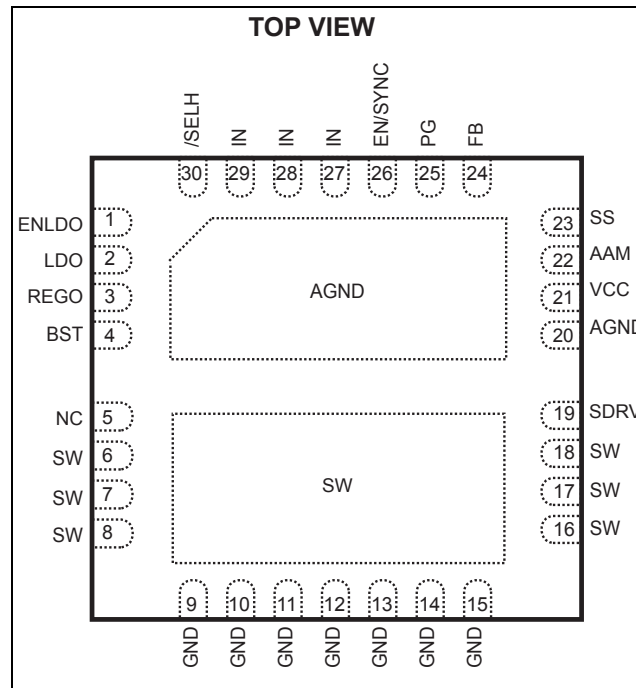 TOP VIEW
/SELH
IN
IN
IN
EN/SYNC
PG
FB
30
29
28
27
26
25
24
ENLDO
1
LDO
2
REGO
3
BST
4
NC
5
SW
6
SW
7
SW
8
AGND
SW
23
SS
22
AAM
21
VCC
20
AGND
19
SDRV
18
SW
17
SW
16
SW
9
10
11
12
13
14
15
GND
GND
GND
GND
GND
GND
GND